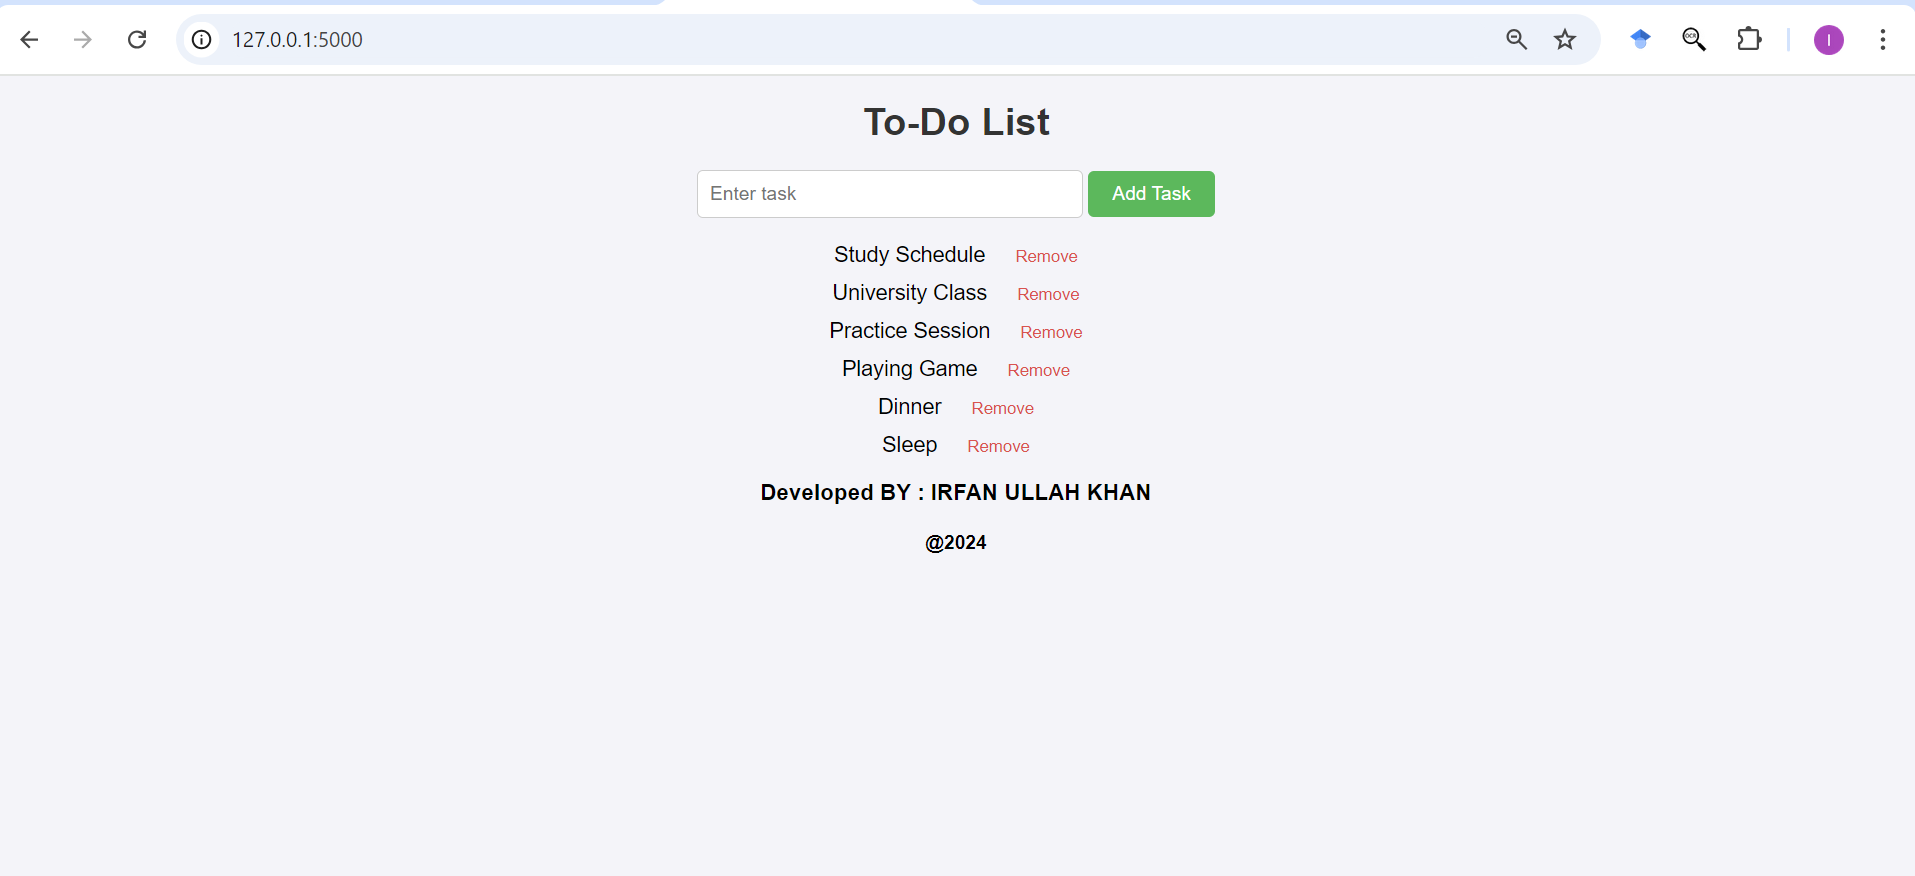 127.0.0.1:5000
I
To-Do List
Enter task Add Task
Study Schedule Remove
University Class Remove
Practice Session Remove
Playing Game Remove
Dinner Remove
Sleep Remove
Developed BY : IRFAN ULLAH KHAN
@2024